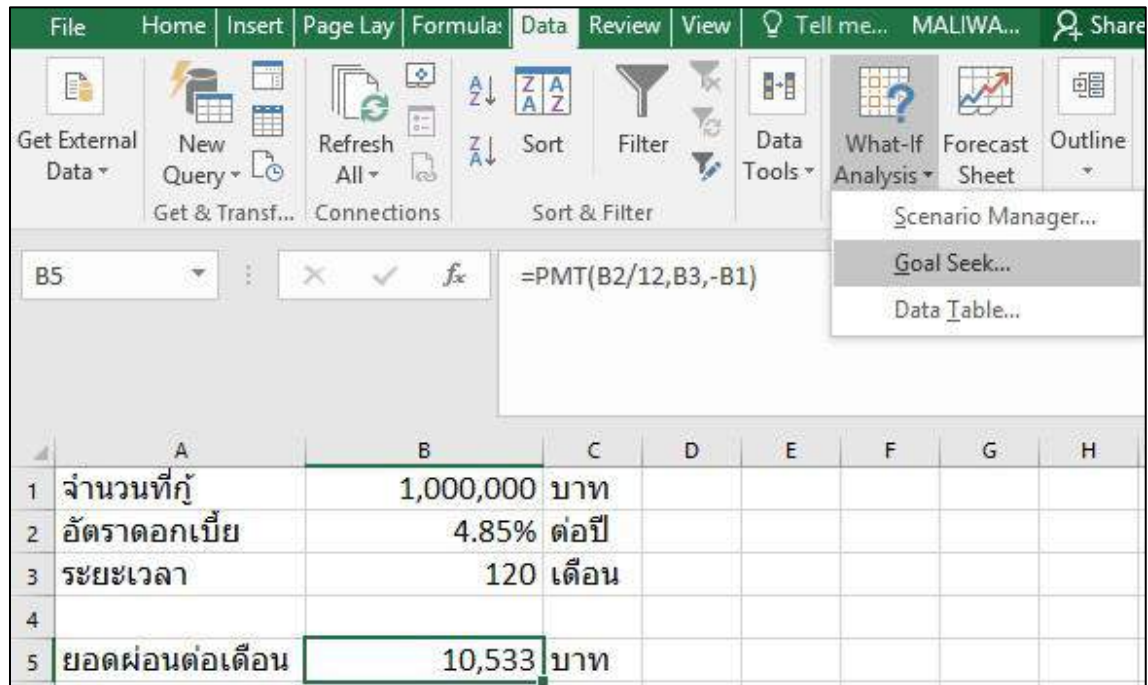 File Home Insert Page Lay Formula: Data Review View Tell me... MALIWA... Share
Get External Data
New Query
Refresh All
Sort
Filter
Data Tools
What-If Analysis
Forecast Sheet
Outline
Get & Transf... Connections Sort & Filter
Scenario Manager...
Goal Seek...
Data Table...
B5 fx =PMT(B2/12,B3,-B1)
A B C D E F G H
1 จำนวนที่กู้ 1,000,000 บาท
2 อัตราดอกเบี้ย 4.85% ต่อปี
3 ระยะเวลา 120 เดือน
4
5 ยอดผ่อนต่อเดือน 10,533 บาท